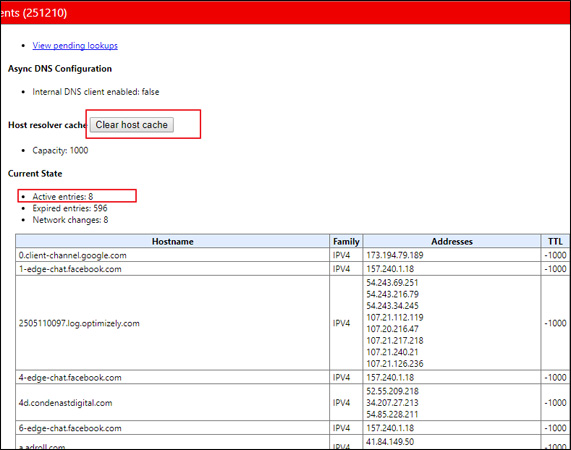 ents (251210)
View pending lookups
Async DNS Configuration
Internal DNS client enabled: false
Host resolver cache Clear host cache
Capacity: 1000
Current State
Active entries: 8
Expired entries: 596
Network changes: 8
Hostname Family Addresses TTL
0.client-channel.google.com IPV4 173.194.79.189 -1000
1-edge-chat.facebook.com IPV4 157.240.1.18 -1000
54.243.69.251
54.243.216.79
54.243.34.245
107.21.112.119
2505110097.log.optimizely.com IPV4 107.20.216.47 -1000
107.21.217.218
107.21.240.21
107.21.126.236
4-edge-chat.facebook.com IPV4 157.240.1.18 -1000
52.55.209.218
4d.condenastdigital.com IPV4 34.207.27.213 -1000
54.85.228.211
6-edge-chat.facebook.com IPV4 157.240.1.18 -1000
41.84.149.50
a.adroll.com IPV4 -1000